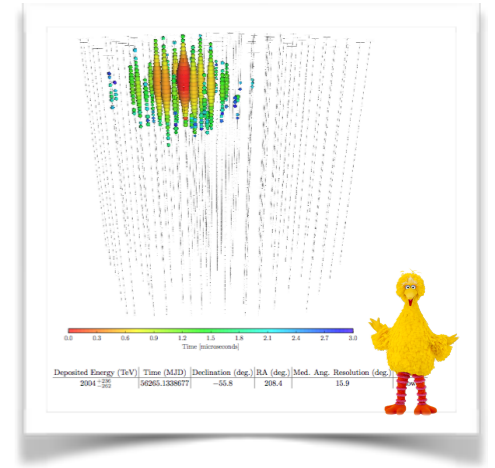 0.0 0.3 0.6 0.9 1.2 1.5 1.8 2.1 2.4 2.7 3.0
Time [microseconds]
Deposited Energy (TeV) Time (MJD) Declination (deg.) RA (deg.) Med. Ang. Resolution (deg.)
2004 +236 −262 56265.1338677 −55.8 208.4 15.9